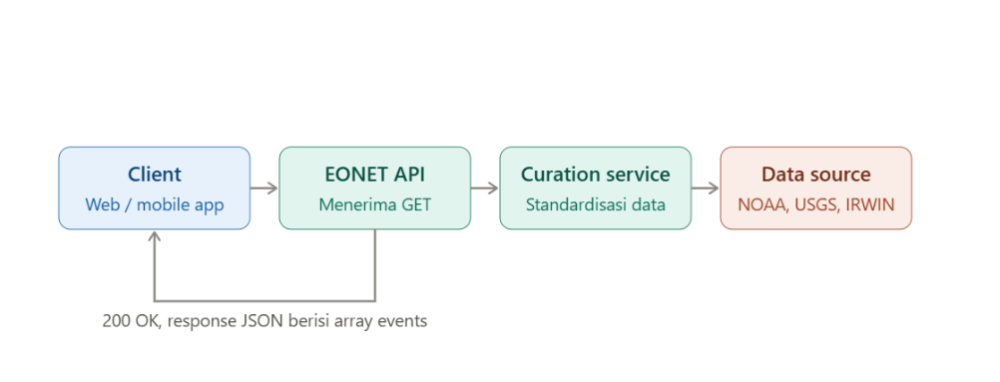 Client
Web / mobile app
EONET API
Menerima GET
Curation service
Standardisasi data
Data source
NOAA, USGS, IRWIN
200 OK, response JSON berisi array events